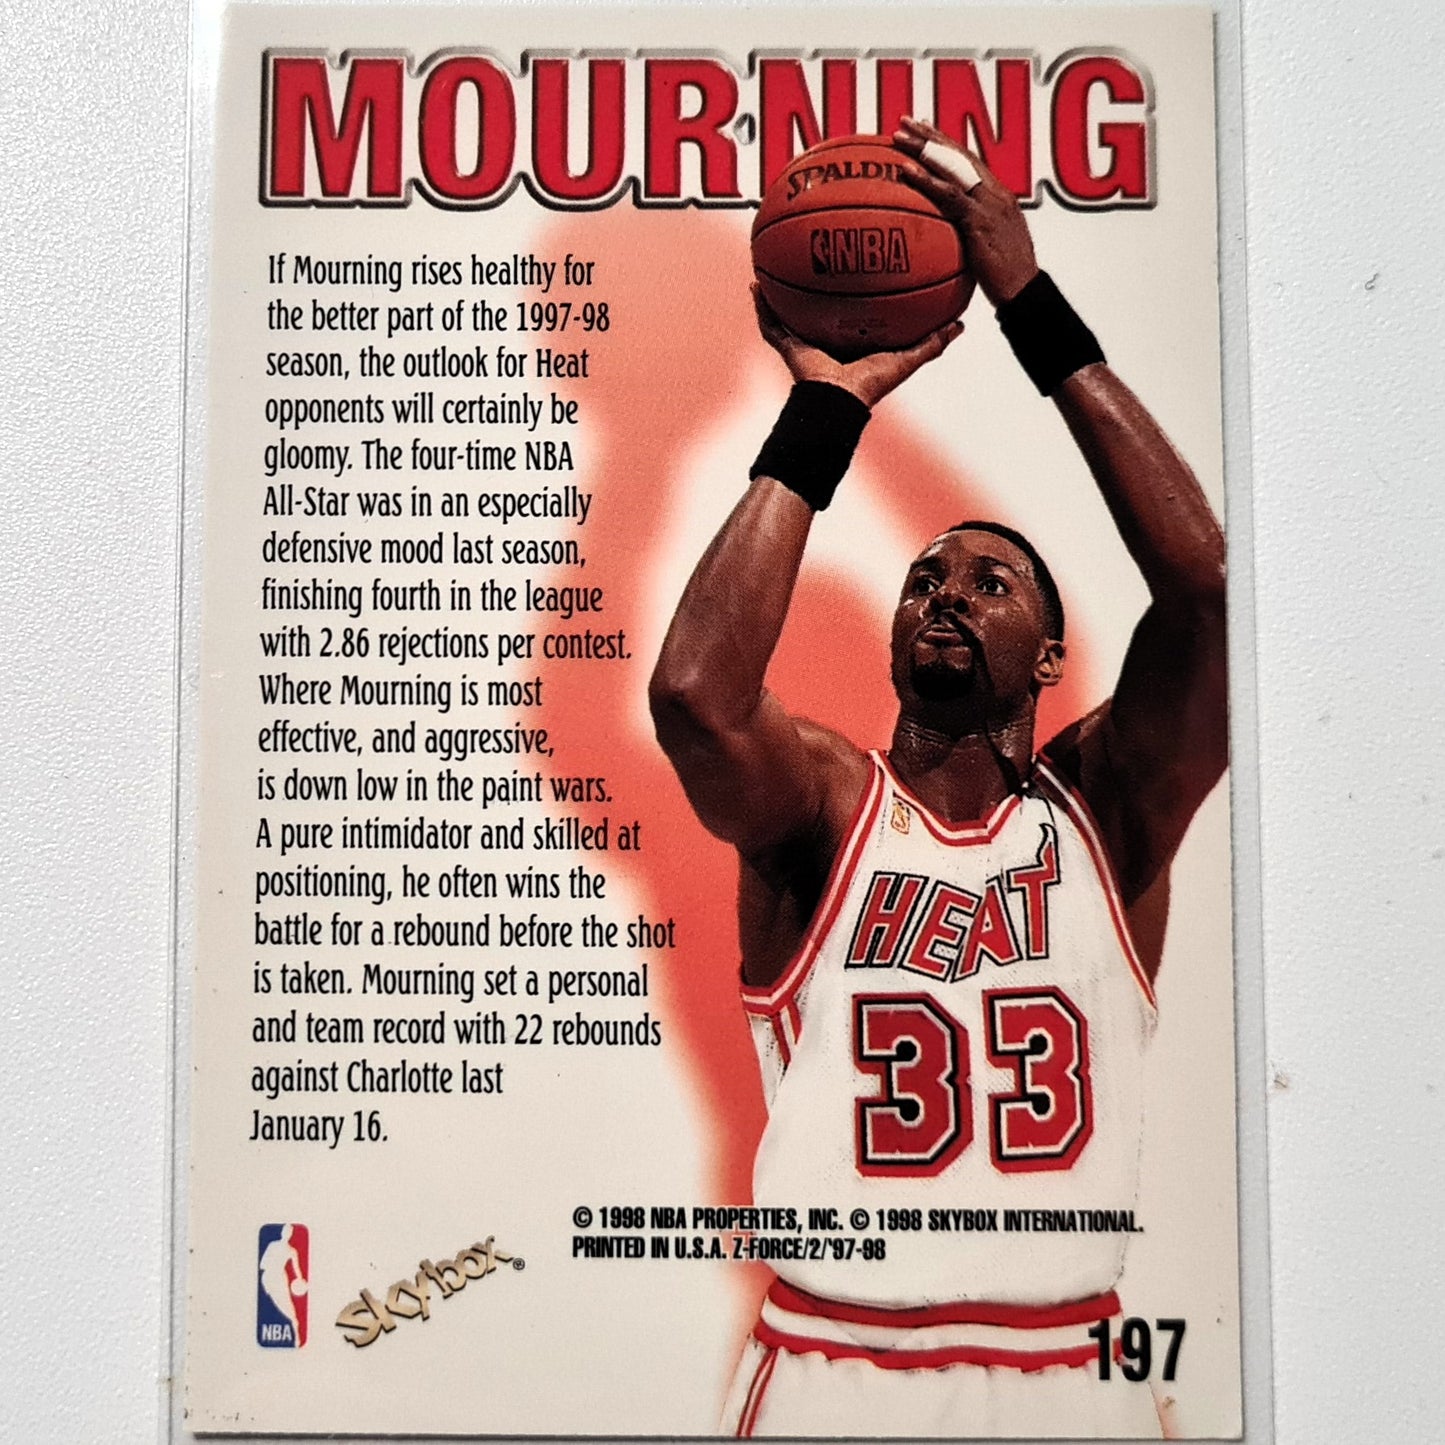 MOURNING
SPALDI
NBA
If Mourning rises healthy for
the better part of the 1997-98
season, the outlook for Heat
opponents will certainly be
gloomy. The four-time NBA
All-Star was in an especially
defensive mood last season,
finishing fourth in the league
with 2.86 rejections per contest.
Where Mourning is most
effective, and aggressive,
is down low in the paint wars.
A pure intimidator and skilled at
positioning, he often wins the
battle for a rebound before the shot
is taken. Mourning set a personal
and team record with 22 rebounds
against Charlotte last
January 16.
HEAT
33
© 1998 NBA PROPERTIES, INC. © 1998 SKYBOX INTERNATIONAL.
PRINTED IN U.S.A. Z-FORCE/2/'97-98
NBA
skybox®
197